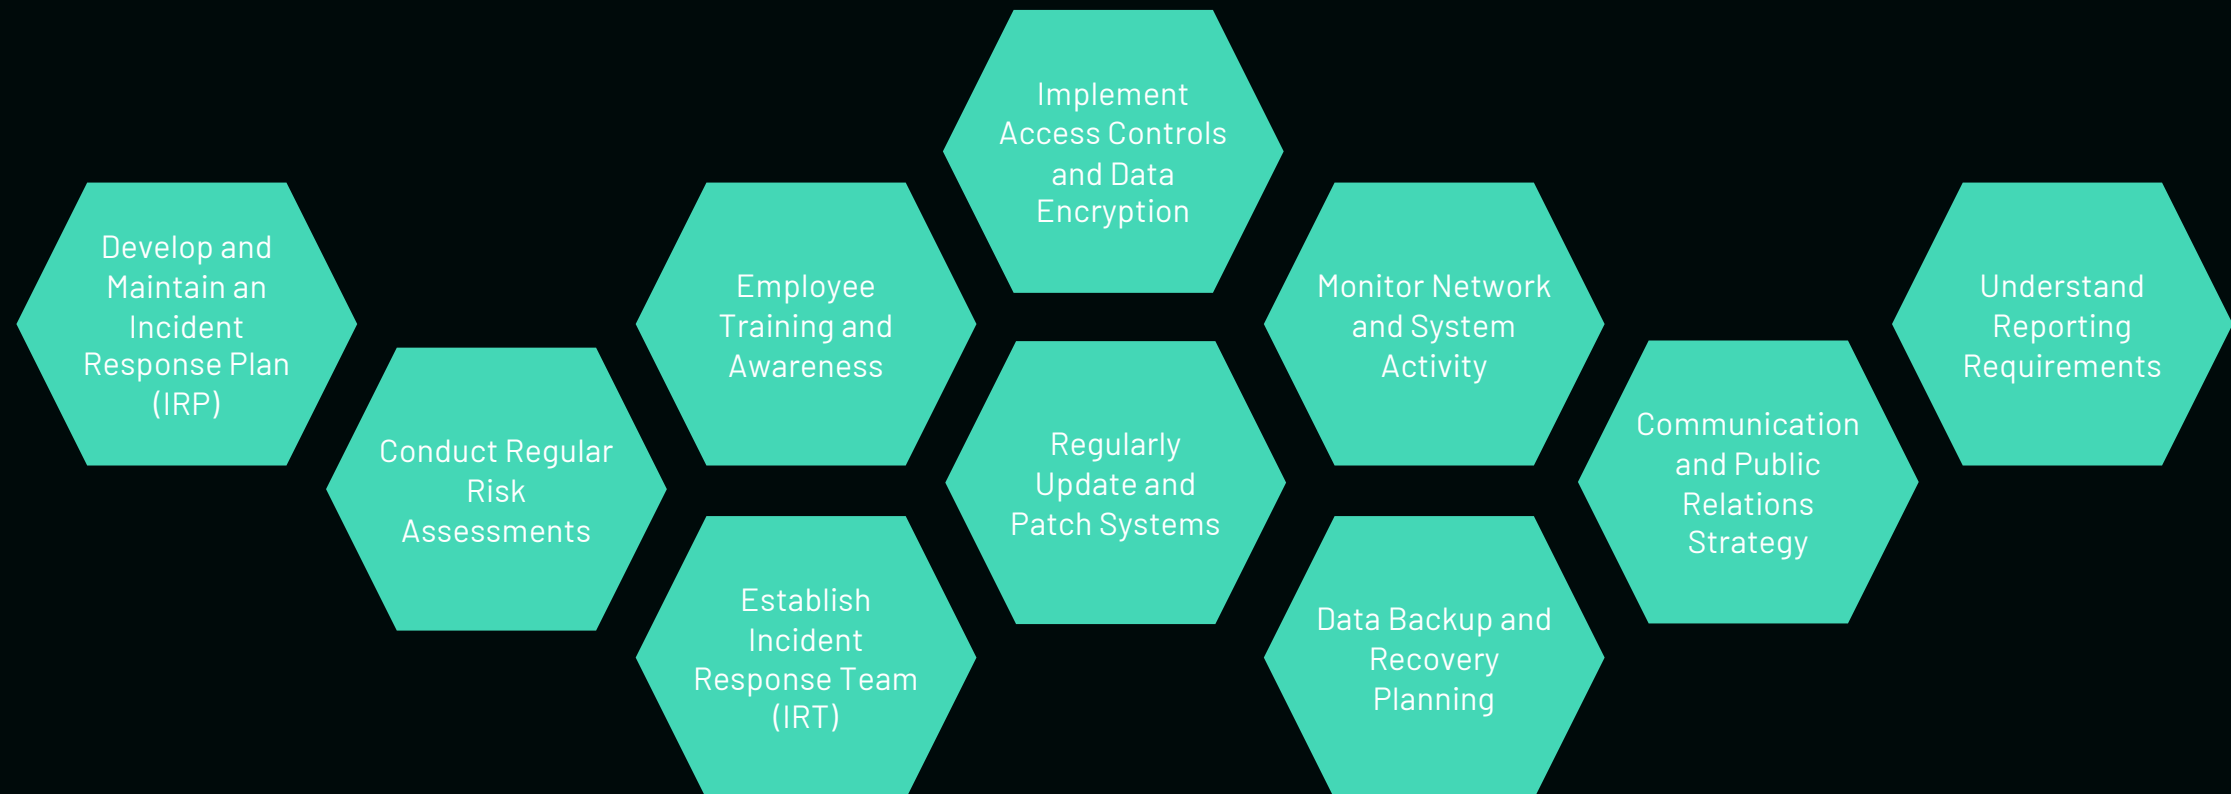 Develop and
Maintain an
Incident
Response Plan
(IRP)
Conduct Regular
Risk
Assessments
Employee
Training and
Awareness
Establish
Incident
Response Team
(IRT)
Implement
Access Controls
and Data
Encryption
Regularly
Update and
Patch Systems
Monitor Network
and System
Activity
Data Backup and
Recovery
Planning
Communication
and Public
Relations
Strategy
Understand
Reporting
Requirements